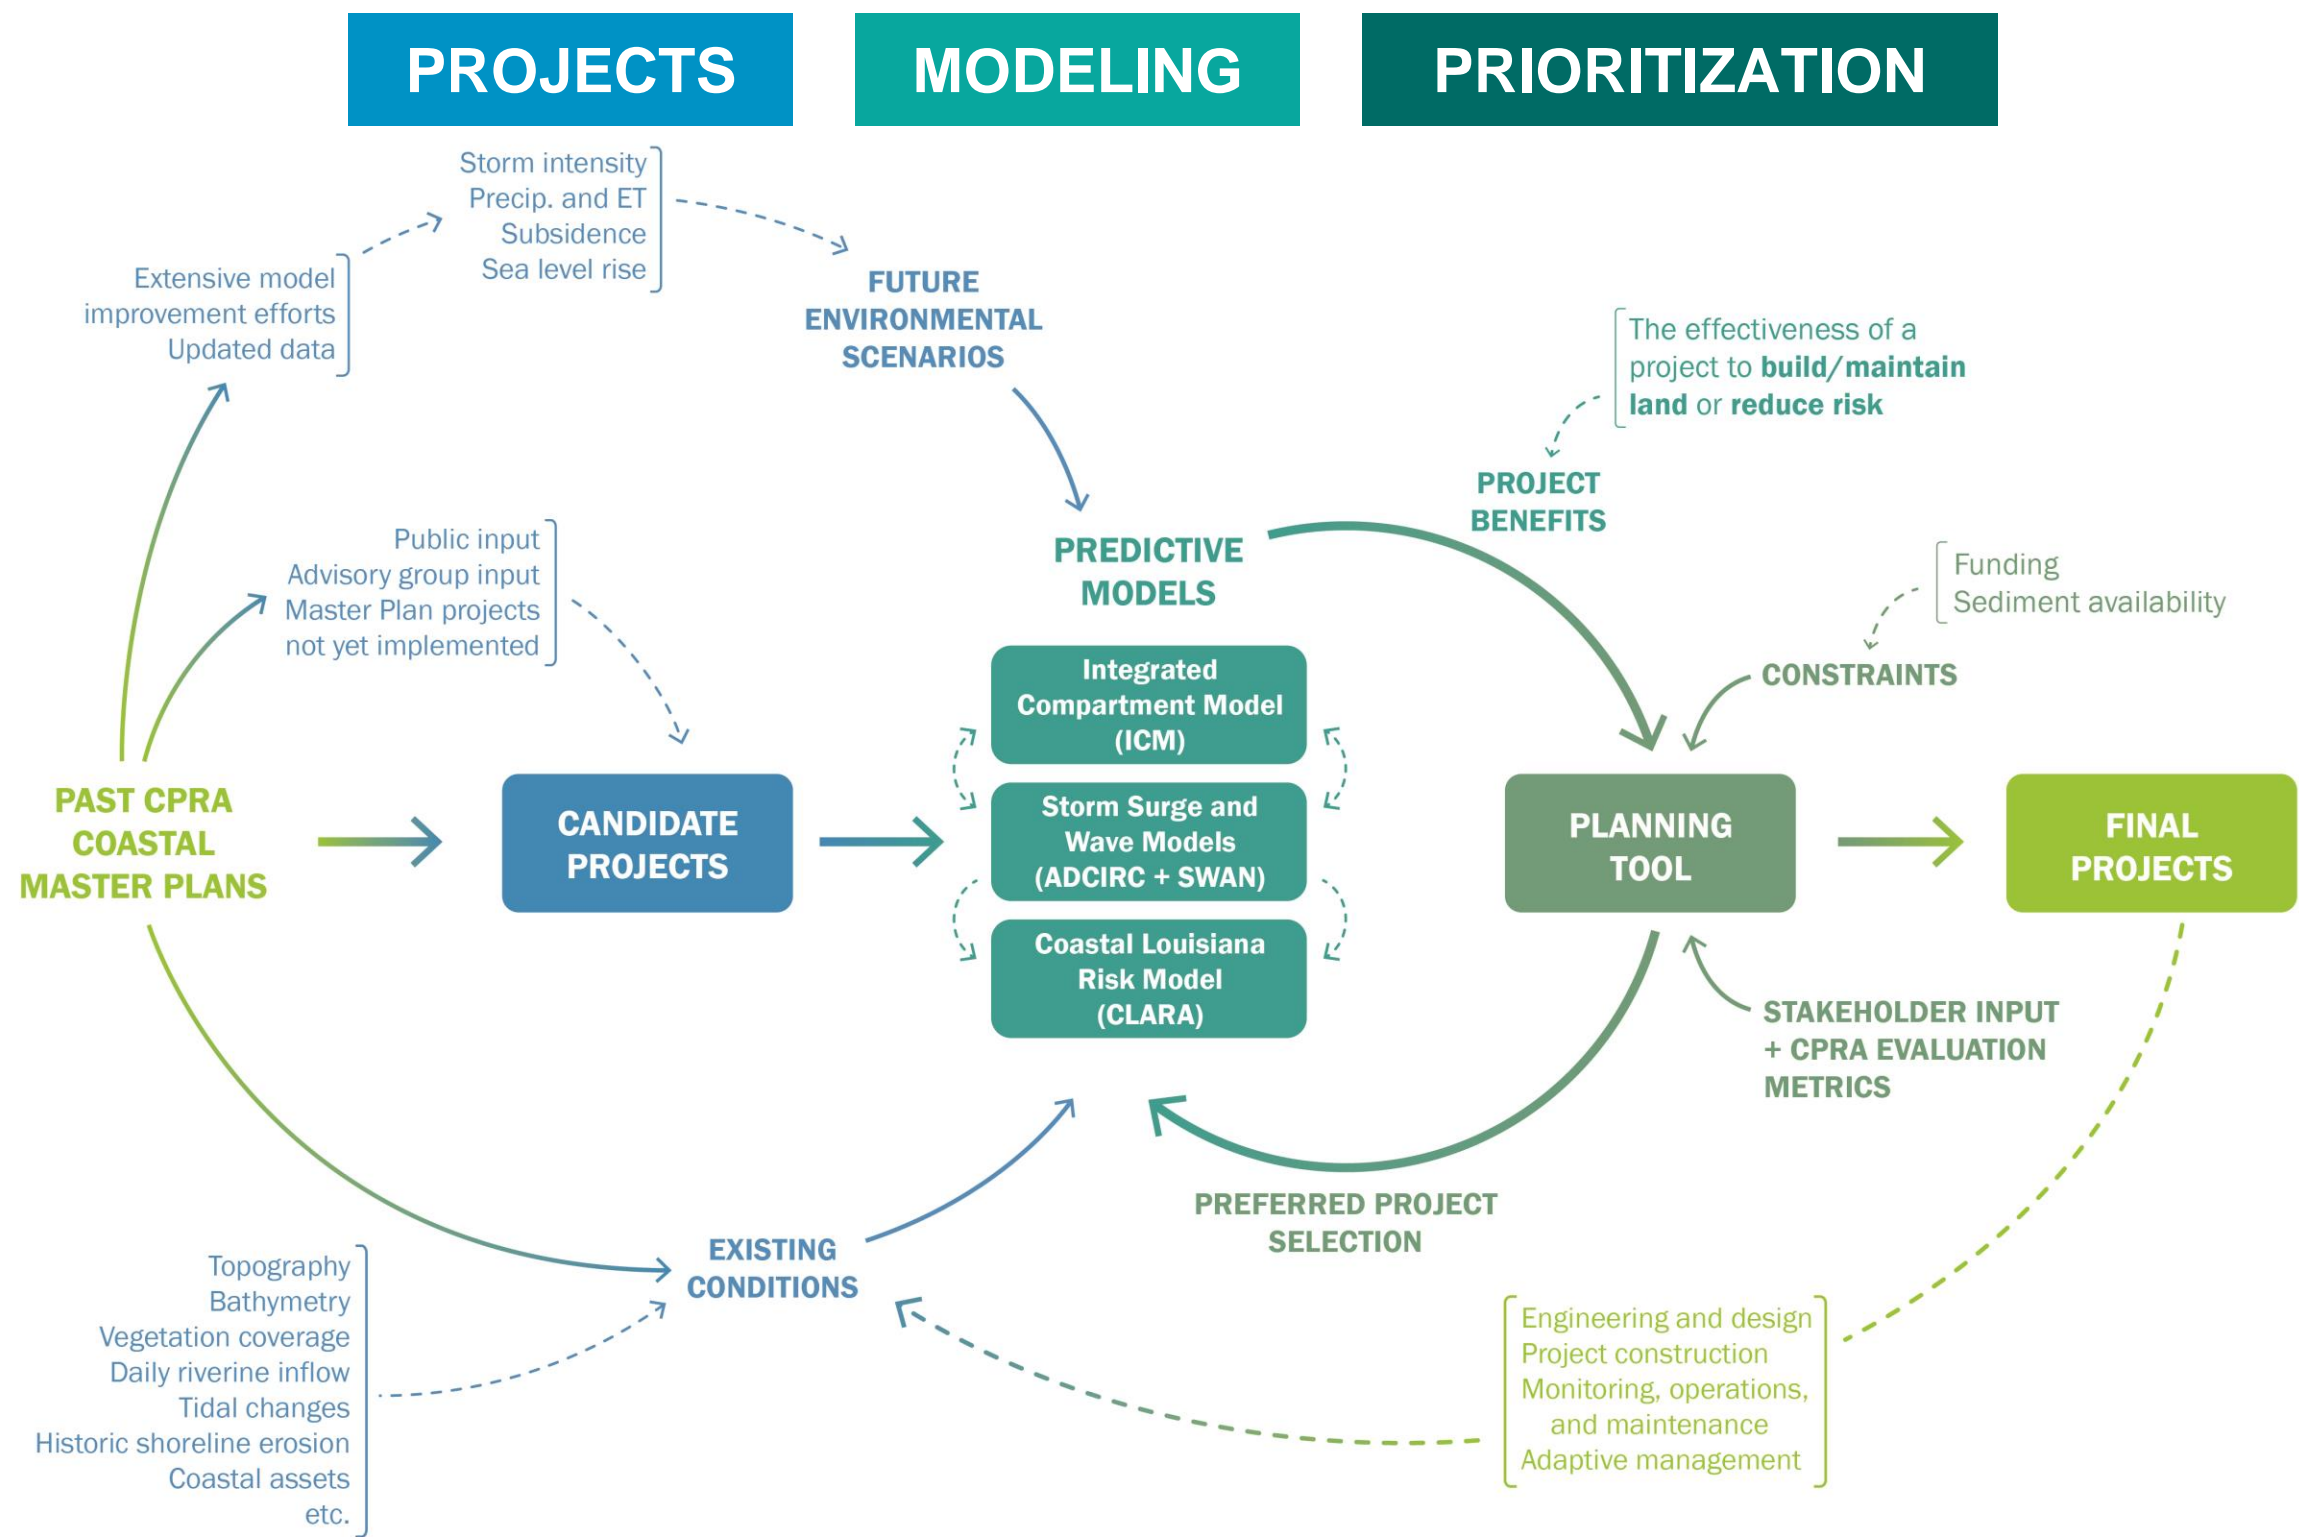 PROJECTS
MODELING
PRIORITIZATION
Storm intensity
Precip. and ET
Subsidence
Sea level rise
Extensive model
improvement efforts
Updated data
FUTURE
ENVIRONMENTAL
SCENARIOS
The effectiveness of a
project to build/maintain
land or reduce risk
PROJECT
BENEFITS
Public input
Advisory group input
Master Plan projects
not yet implemented
PREDICTIVE
MODELS
Funding
Sediment availability
CONSTRAINTS
Integrated
Compartment Model
(ICM)
PAST CPRA
COASTAL
MASTER PLANS
CANDIDATE
PROJECTS
Storm Surge and
Wave Models
(ADCIRC + SWAN)
PLANNING
TOOL
FINAL
PROJECTS
Coastal Louisiana
Risk Model
(CLARA)
STAKEHOLDER INPUT
+ CPRA EVALUATION
METRICS
PREFERRED PROJECT
SELECTION
EXISTING
CONDITIONS
Topography
Bathymetry
Vegetation coverage
Daily riverine inflow
Tidal changes
Historic shoreline erosion
Coastal assets
etc.
Engineering and design
Project construction
Monitoring, operations,
and maintenance
Adaptive management